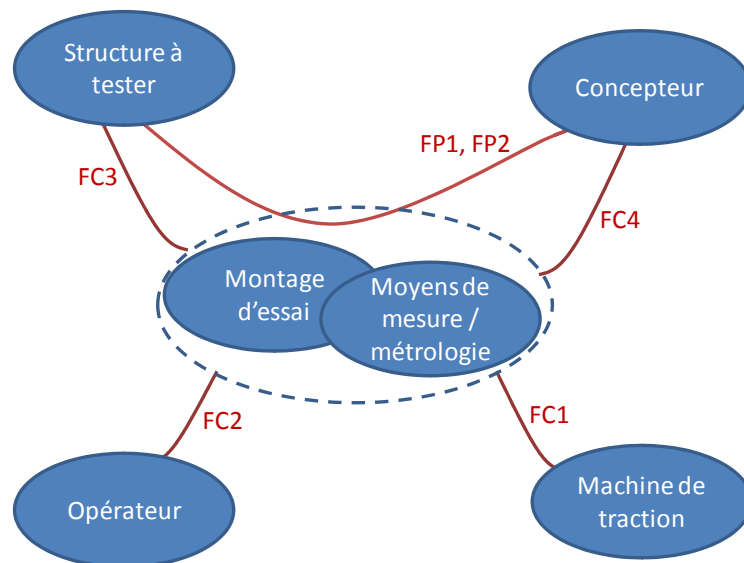 Structure à
tester
Concepteur
FP1, FP2
FC3
FC4
Montage
d'essai
Moyens de
mesure /
métrologie
FC2
FC1
Opérateur
Machine de
traction